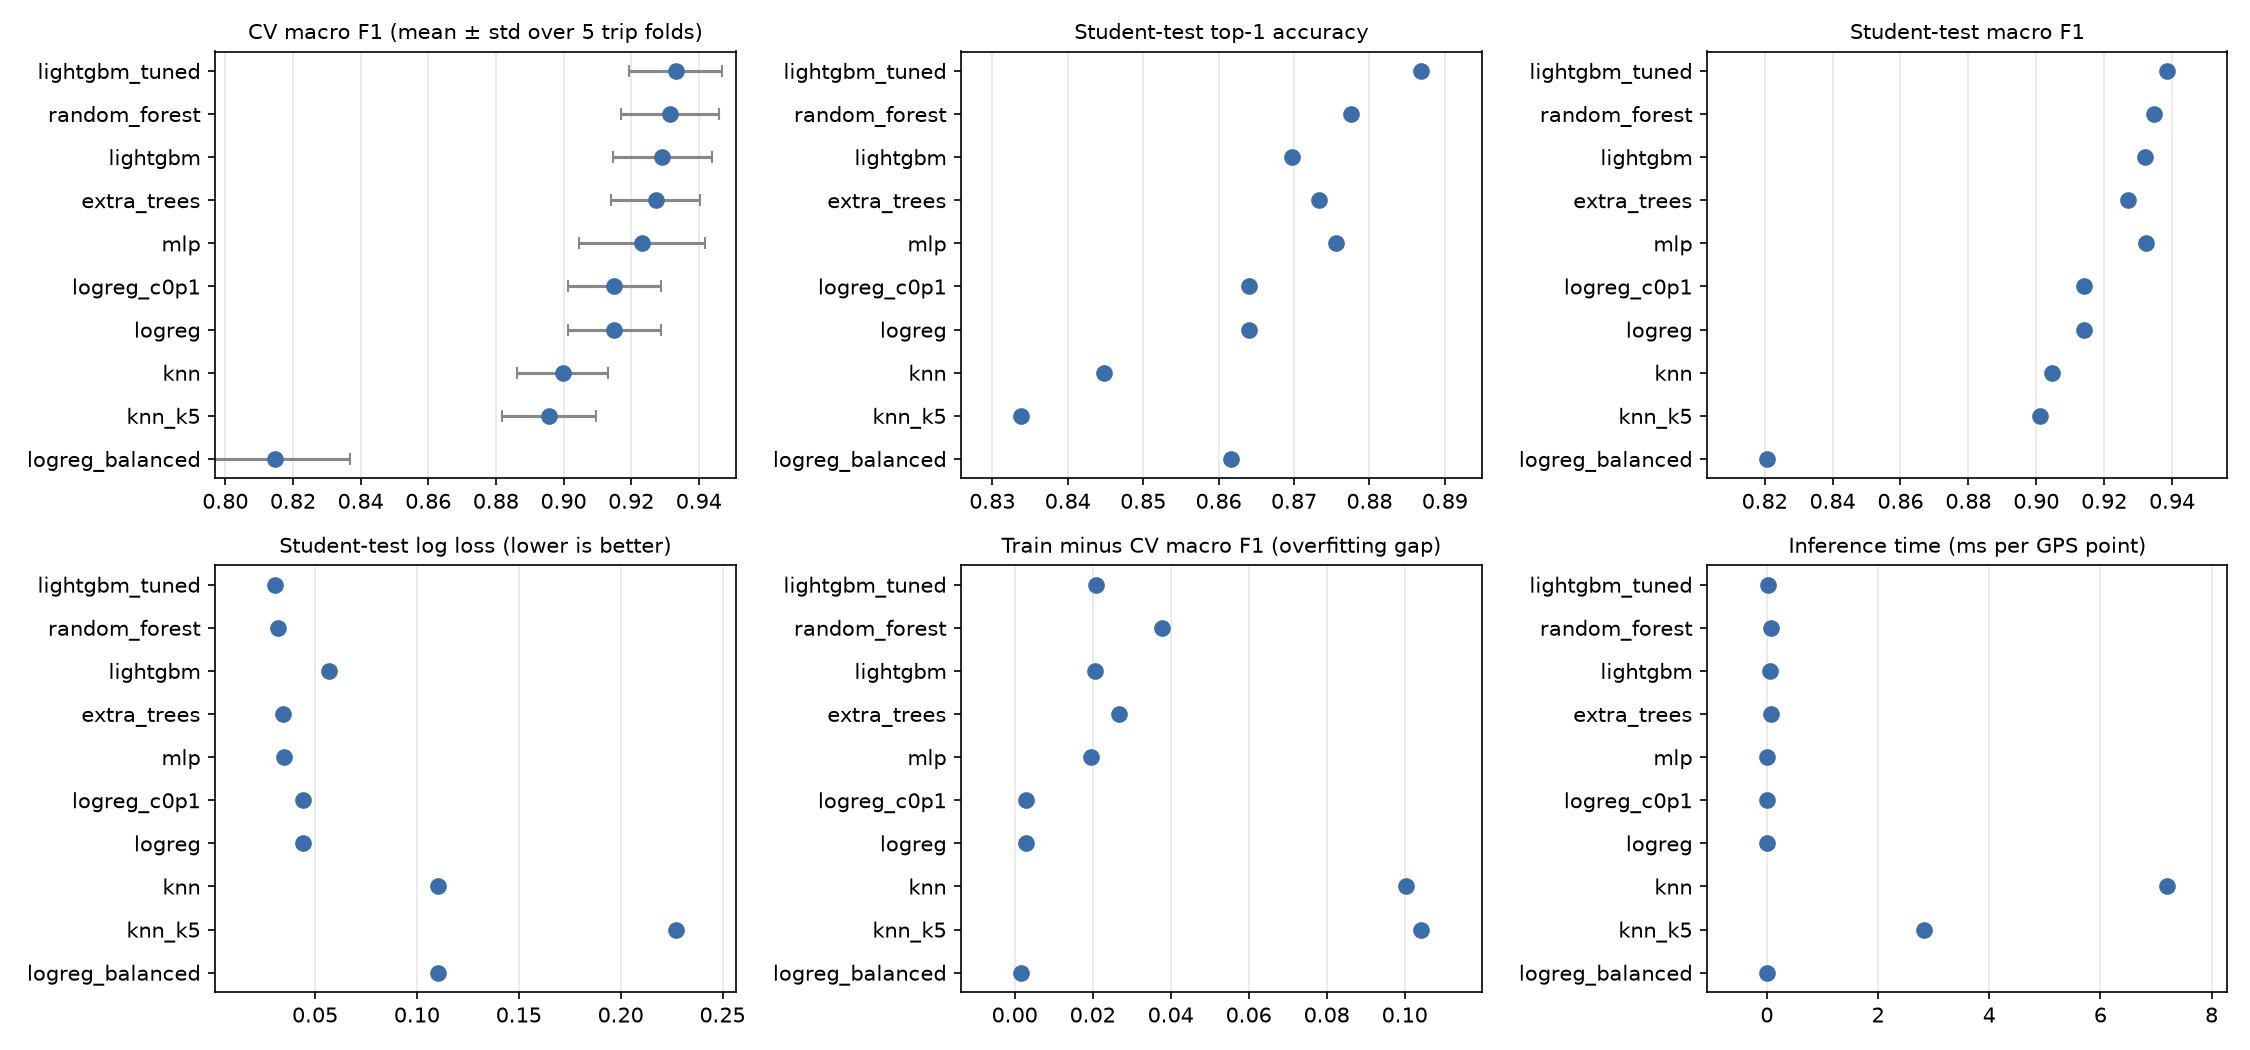 CV macro F1 (mean ± std over 5 trip folds)
lightgbm_tuned
random_forest
lightgbm
extra_trees
mlp
logreg_c0p1
logreg
knn
knn_k5
logreg_balanced
0.80 0.82 0.84 0.86 0.88 0.90 0.92 0.94
Student-test top-1 accuracy
lightgbm_tuned
random_forest
lightgbm
extra_trees
mlp
logreg_c0p1
logreg
knn
knn_k5
logreg_balanced
0.83 0.84 0.85 0.86 0.87 0.88 0.89
Student-test macro F1
lightgbm_tuned
random_forest
lightgbm
extra_trees
mlp
logreg_c0p1
logreg
knn
knn_k5
logreg_balanced
0.82 0.84 0.86 0.88 0.90 0.92 0.94
Student-test log loss (lower is better)
lightgbm_tuned
random_forest
lightgbm
extra_trees
mlp
logreg_c0p1
logreg
knn
knn_k5
logreg_balanced
0.05 0.10 0.15 0.20 0.25
Train minus CV macro F1 (overfitting gap)
lightgbm_tuned
random_forest
lightgbm
extra_trees
mlp
logreg_c0p1
logreg
knn
knn_k5
logreg_balanced
0.00 0.02 0.04 0.06 0.08 0.10
Inference time (ms per GPS point)
lightgbm_tuned
random_forest
lightgbm
extra_trees
mlp
logreg_c0p1
logreg
knn
knn_k5
logreg_balanced
0 2 4 6 8